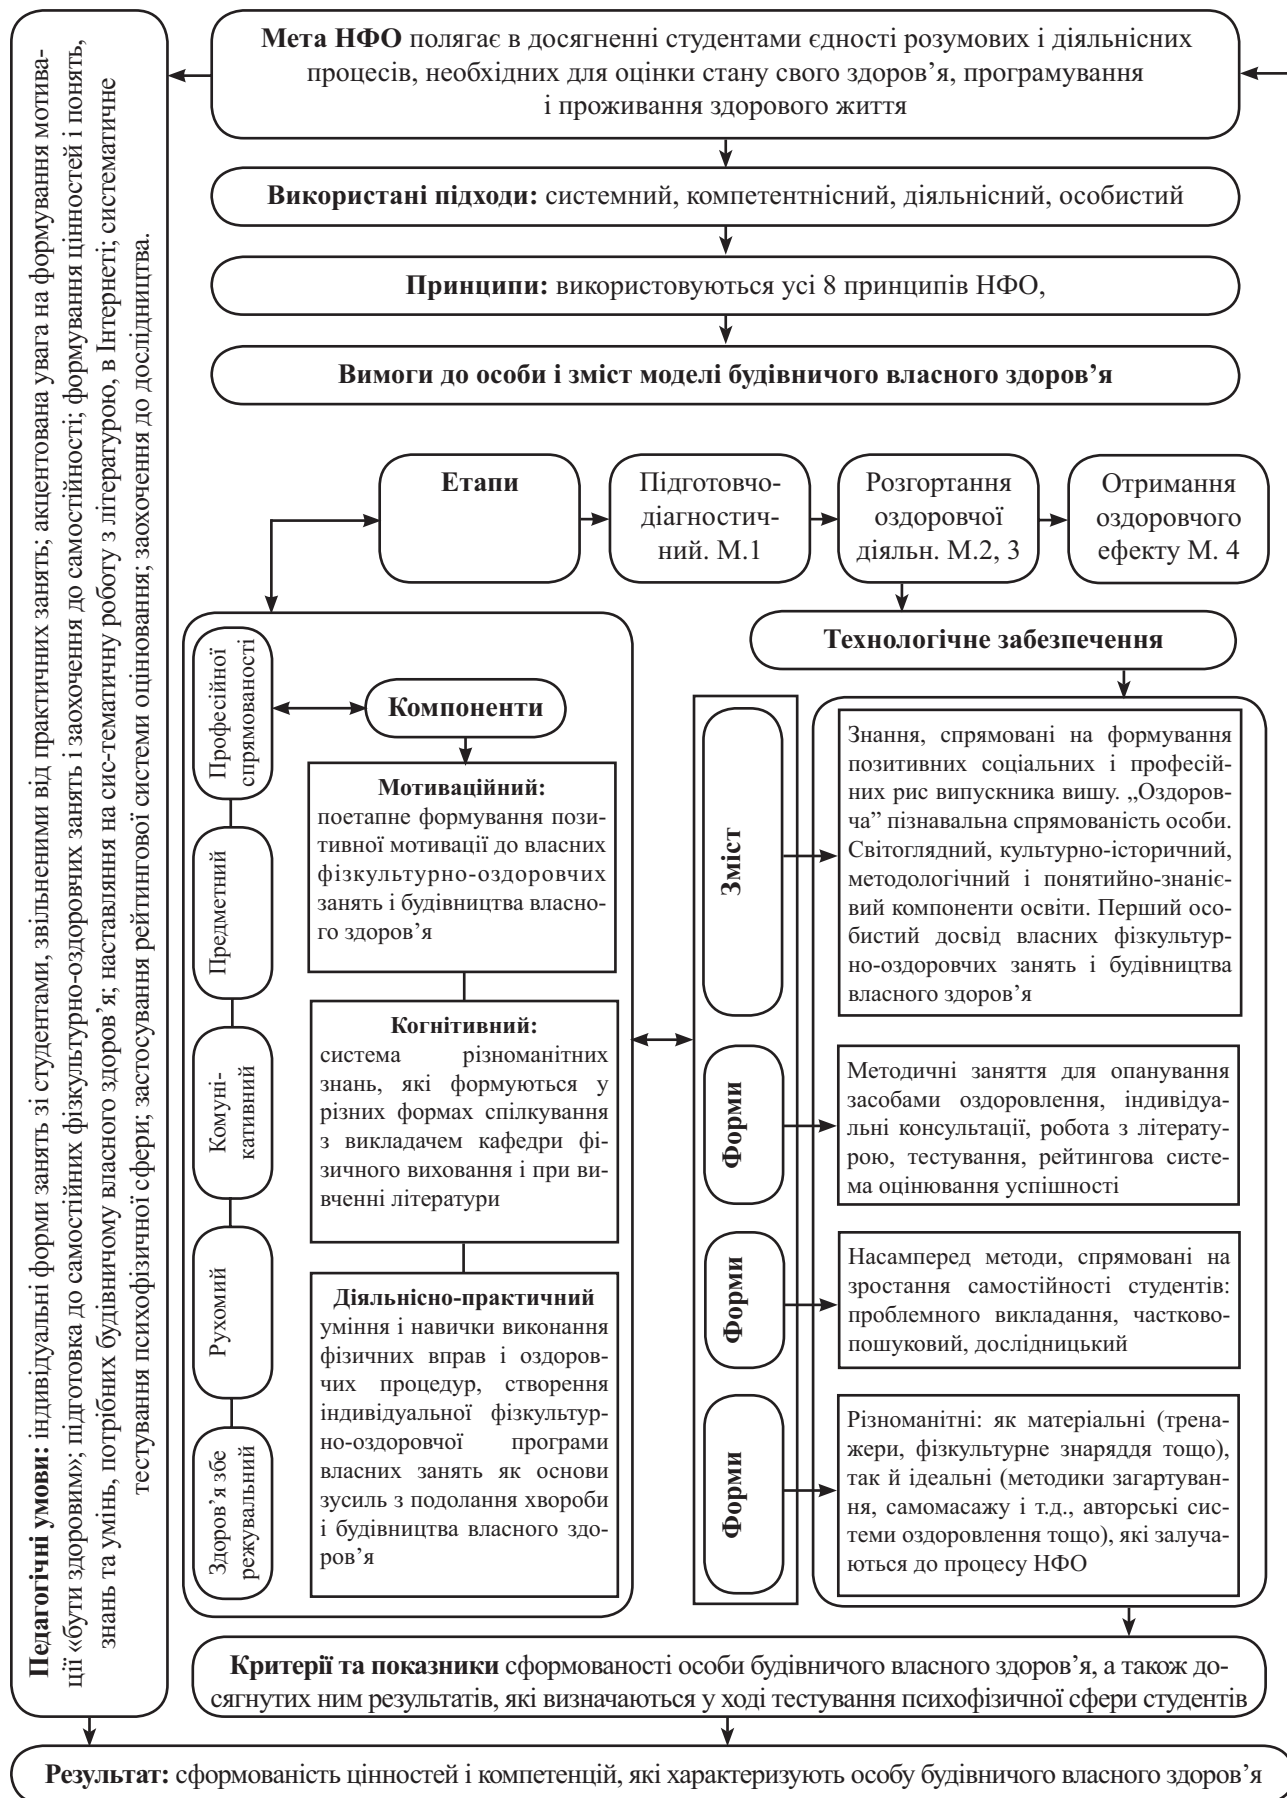 Педагогічні умови: індивідуальні форми занять зі студентами, звільненими від практичних занять; акцентована увага на формування мотива-
ції «бути здоровим»; підготовка до самостійних фізкультурно-оздоровчих занять і заохочення до самостійності; формування цінностей і понять,
знань та умінь, потрібних будівничому власного здоров’я; наставляння на сис-тематичну роботу з літературою, в Інтернеті; систематичне
тестування психофізичної сфери; застосування рейтингової системи оцінювання; заохочення до дослідництва.
Мета НФО полягає в досягненні студентами єдності розумових і діяльнісних
процесів, необхідних для оцінки стану свого здоров’я, програмування
і проживання здорового життя
Використані підходи: системний, компетентнісний, діяльнісний, особистий
Принципи: використовуються усі 8 принципів НФО,
Вимоги до особи і зміст моделі будівничого власного здоров’я
Етапи
Підготовчо-
діагностич-
ний. М.1
Розгортання
оздоровчої
діяльн. М.2, 3
Отримання
оздоровчого
ефекту М. 4
Професійної
спрямованості
Предметний
Комуні-
кативний
Рухомий
Здоров’я збе
режувальний
Компоненти
Мотиваційний:
поетапне формування пози-
тивної мотивації до власних
фізкультурно-оздоровчих
занять і будівництва власно-
го здоров’я
Когнітивний:
система різноманітних
знань, які формуються у
різних формах спілкування
з викладачем кафедри фі-
зичного виховання і при ви-
вченні літератури
Діяльнісно-практичний
уміння і навички виконання
фізичних вправ і оздоров-
чих процедур, створення
індивідуальної фізкультур-
но-оздоровчої програми
власних занять як основи
зусиль з подолання хвороби
і будівництва власного здо-
ров’я
Технологічне забезпечення
Зміст
Знання, спрямовані на формування
позитивних соціальних і професій-
них рис випускника вишу. „Оздоров-
ча” пізнавальна спрямованість особи.
Світоглядний, культурно-історичний,
методологічний і понятийно-знаніє-
вий компоненти освіти. Перший осо-
бистий досвід власних фізкультур-
но-оздоровчих занять і будівництва
власного здоров’я
Форми
Методичні заняття для опанування
засобами оздоровлення, індивідуа-
льні консультації, робота з літерату-
рою, тестування, рейтингова систе-
ма оцінювання успішності
Форми
Насамперед методи, спрямовані на
зростання самостійності студентів:
проблемного викладання, частково-
пошуковий, дослідницький
Форми
Різноманітні: як матеріальні (трена-
жери, фізкультурне знаряддя тощо),
так й ідеальні (методики загартуван-
ня, самомасажу і т.д., авторські сис-
теми оздоровлення тощо), які залуча-
ються до процесу НФО
Критерії та показники сформованості особи будівничого власного здоров’я, а також до-
сягнутих ним результатів, які визначаються у ході тестування психофізичної сфери студентів
Результат: сформованість цінностей і компетенцій, які характеризують особу будівничого власного здоров’я